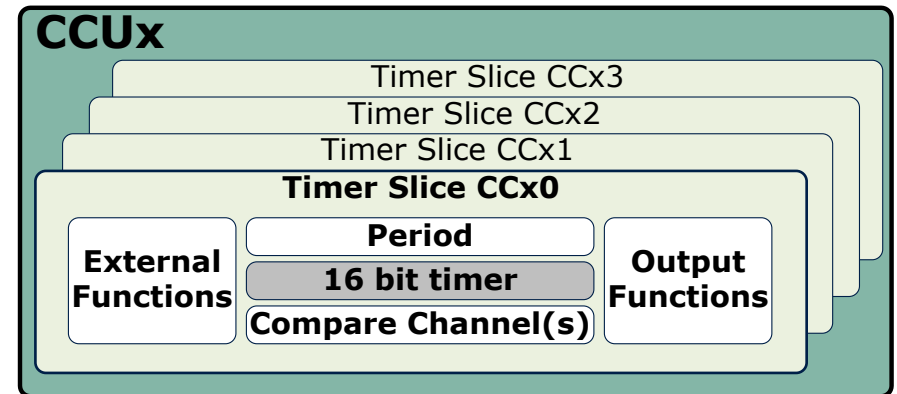 CCUx
Timer Slice CCx3
Timer Slice CCx2
Timer Slice CCx1
Timer Slice CCx0
External
Functions
Period
16 bit timer
Compare Channel(s)
Output
Functions